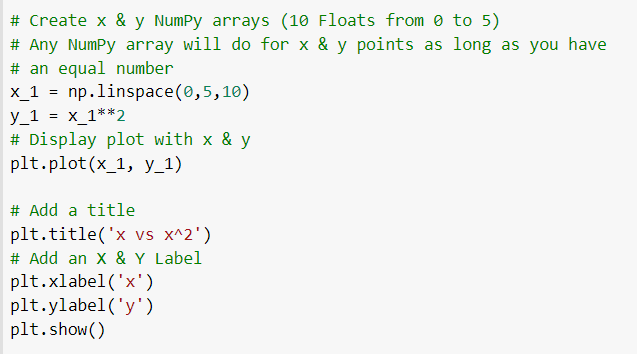 # Create x & y NumPy arrays (10 Floats from 0 to 5)
# Any NumPy array will do for x & y points as long as you have
# an equal number
x_1 = np.linspace(0,5,10)
y_1 = x_1**2
# Display plot with x & y
plt.plot(x_1, y_1)

# Add a title
plt.title('x vs x^2')
# Add an X & Y Label
plt.xlabel('x')
plt.ylabel('y')
plt.show()